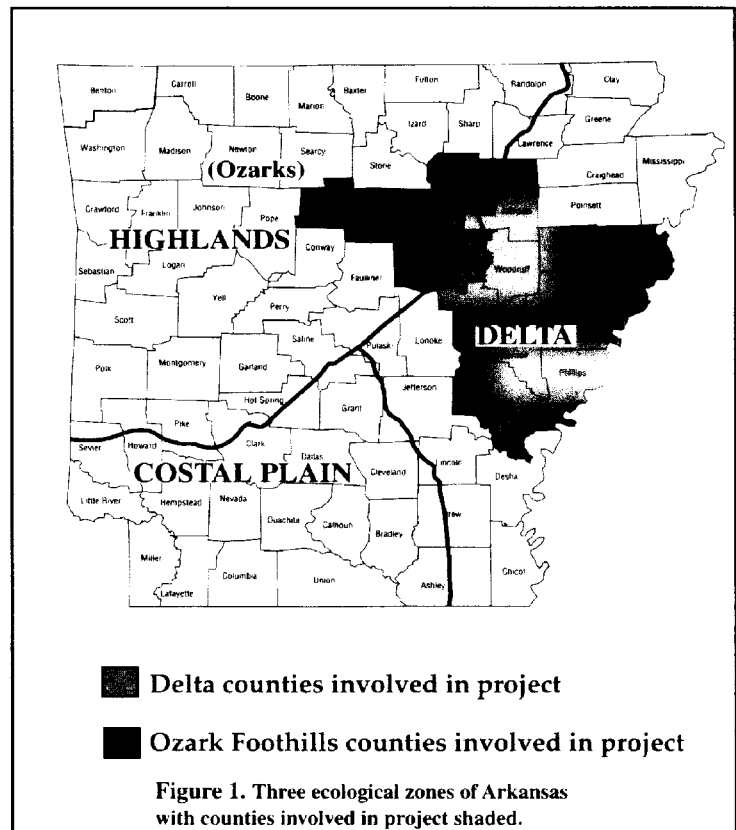 Benton
Carroll
Boone
Marion
Baxter
Fulton
Randolph
Clay
Izard
Sharp
Greene
Lawrence
Washington
Madison
Newton
Searcy
Stone
Craighead
Mississippi
(Ozarks)
Crawford
Franklin
Johnson
Pope
Poinsett
HIGHLANDS
Conway
Woodruff
Sebastian
Logan
Faulkner
Yell
Perry
Scott
Saline
Pulaski
Lonoke
DELTA
Polk
Montgomery
Garland
Phillips
Hot Spring
Jefferson
Grant
Pike
Sevier
Howard
Clark
Dallas
COSTAL PLAIN
Cleveland
Lincoln
Desha
Little River
Hempstead
Nevada
Ouachita
Calhoun
Bradley
Miller
Lafayette
Columbia
Union
Ashley
Chicot
Delta counties involved in project
Ozark Foothills counties involved in project
Figure 1. Three ecological zones of Arkansas
with counties involved in project shaded.